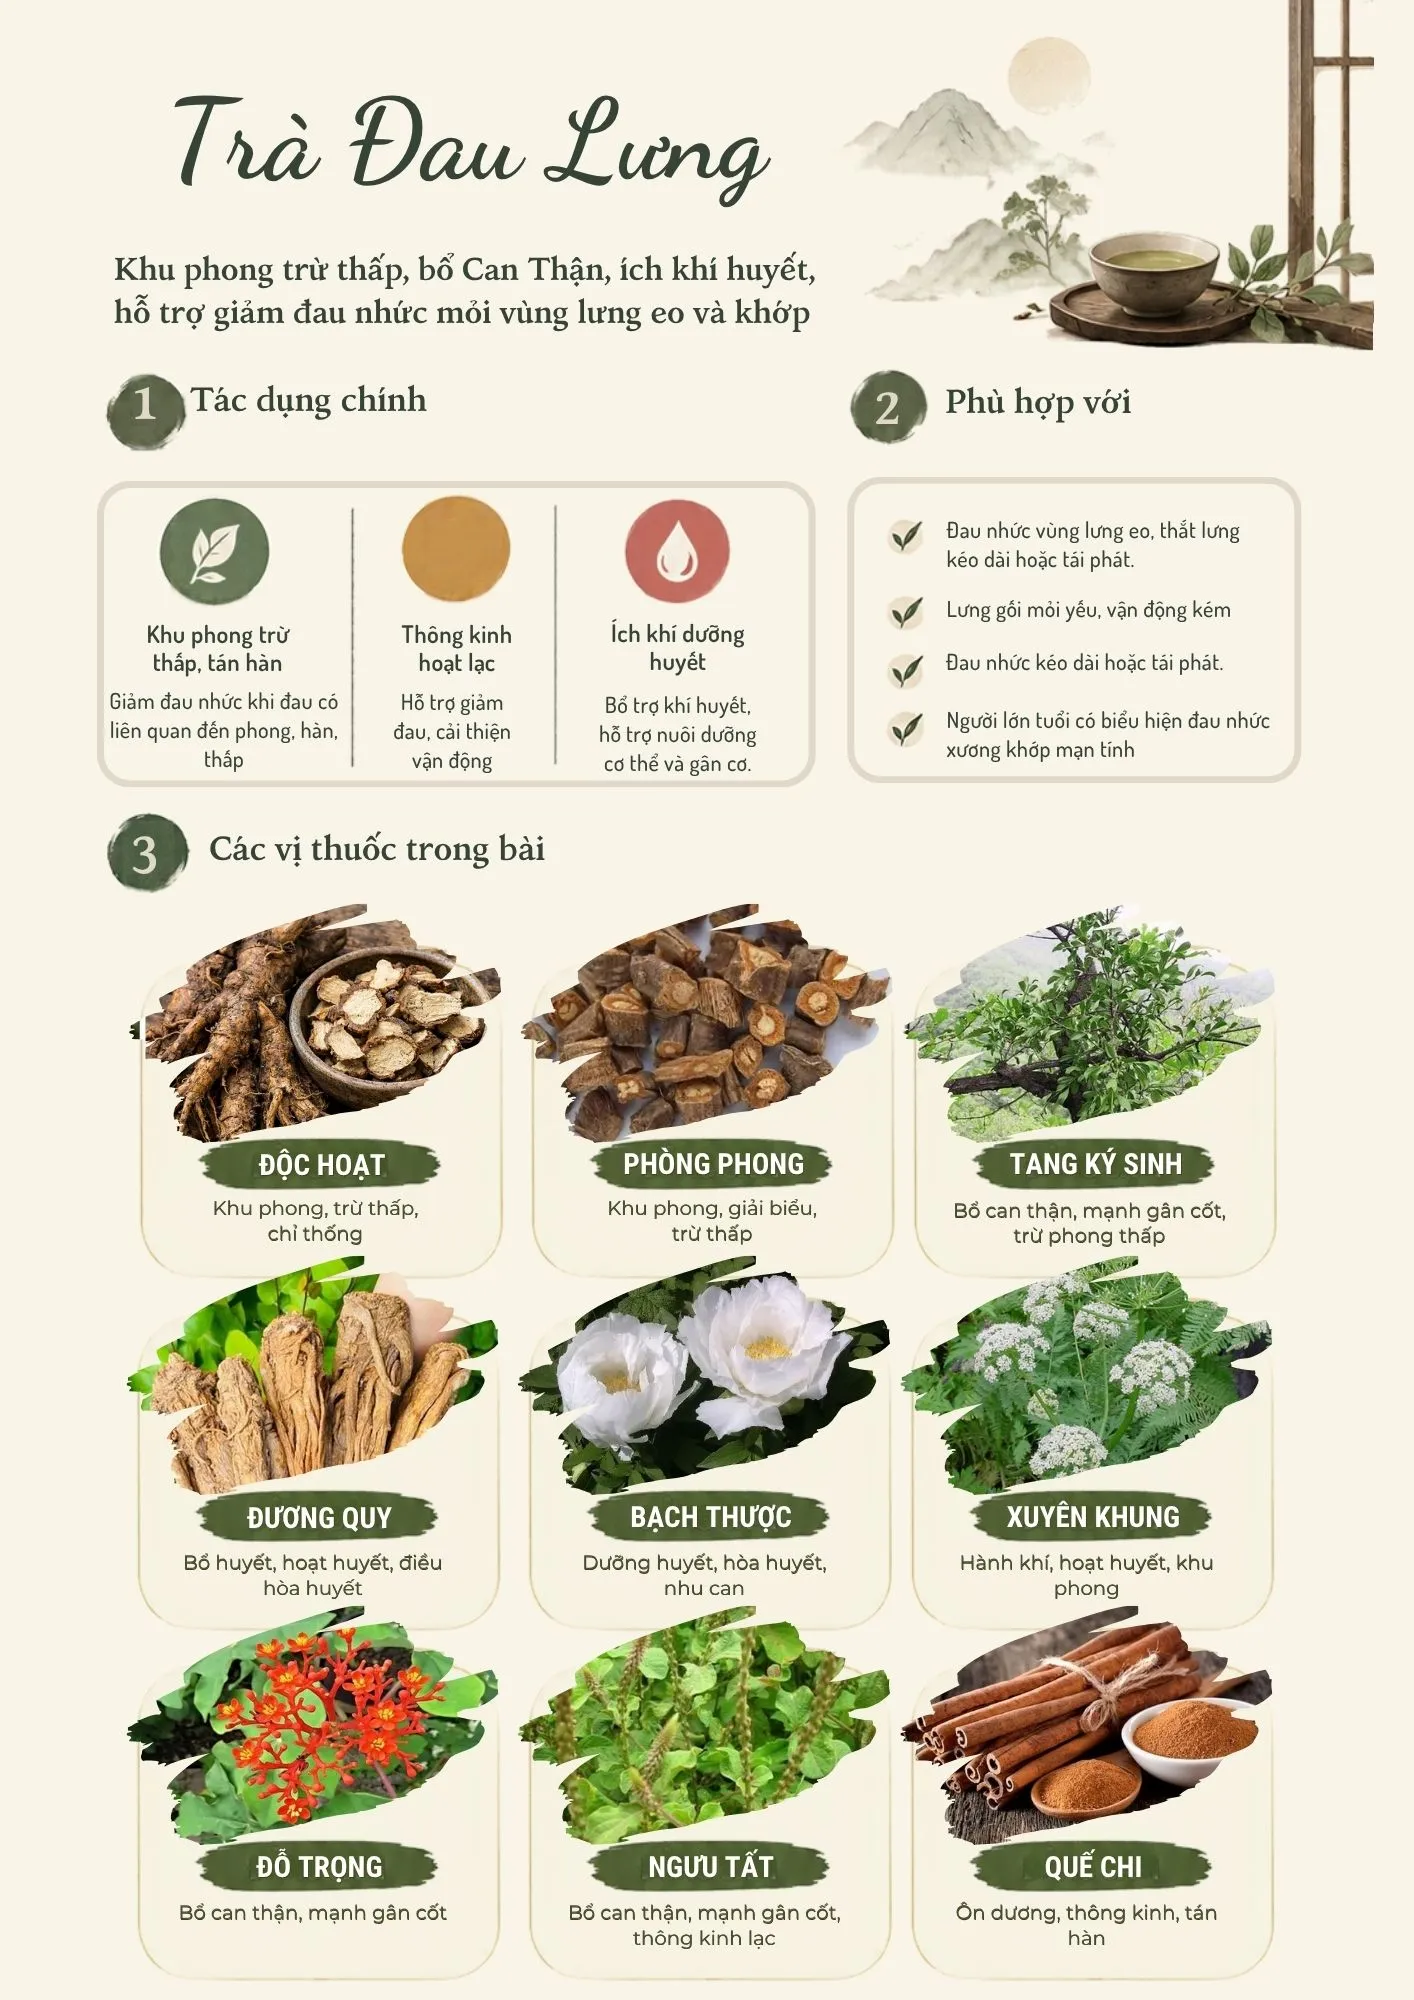 Trà Đau Lưng
Khu phong trừ thấp, bổ Can Thận, ích khí huyết,
hỗ trợ giảm đau nhức mỏi vùng lưng eo và khớp
1 Tác dụng chính
Khu phong trừ
thấp, tán hàn
Giảm đau nhức khi đau có
liên quan đến phong, hàn,
thấp
Thông kinh
hoạt lạc
Hỗ trợ giảm
đau, cải thiện
vận động
Ích khí dưỡng
huyết
Bổ trợ khí huyết,
hỗ trợ nuôi dưỡng
cơ thể và gân cơ.
2 Phù hợp với
Đau nhức vùng lưng eo, thắt lưng
kéo dài hoặc tái phát.
Lưng gối mỏi yếu, vận động kém
Đau nhức kéo dài hoặc tái phát.
Người lớn tuổi có biểu hiện đau nhức
xương khớp mạn tính
3 Các vị thuốc trong bài
ĐỘC HOẠT
Khu phong, trừ thấp,
chỉ thống
PHÒNG PHONG
Khu phong, giải biểu,
trừ thấp
TANG KÝ SINH
Bổ can thận, mạnh gân cốt,
trừ phong thấp
ĐƯƠNG QUY
Bổ huyết, hoạt huyết, điều
hòa huyết
BẠCH THƯỢC
Dưỡng huyết, hòa huyết,
nhu can
XUYÊN KHUNG
Hành khí, hoạt huyết, khu
phong
ĐỖ TRỌNG
Bổ can thận, mạnh gân cốt
NGƯU TẤT
Bổ can thận, mạnh gân cốt,
thông kinh lạc
QUẾ CHI
Ôn dương, thông kinh, tán
hàn